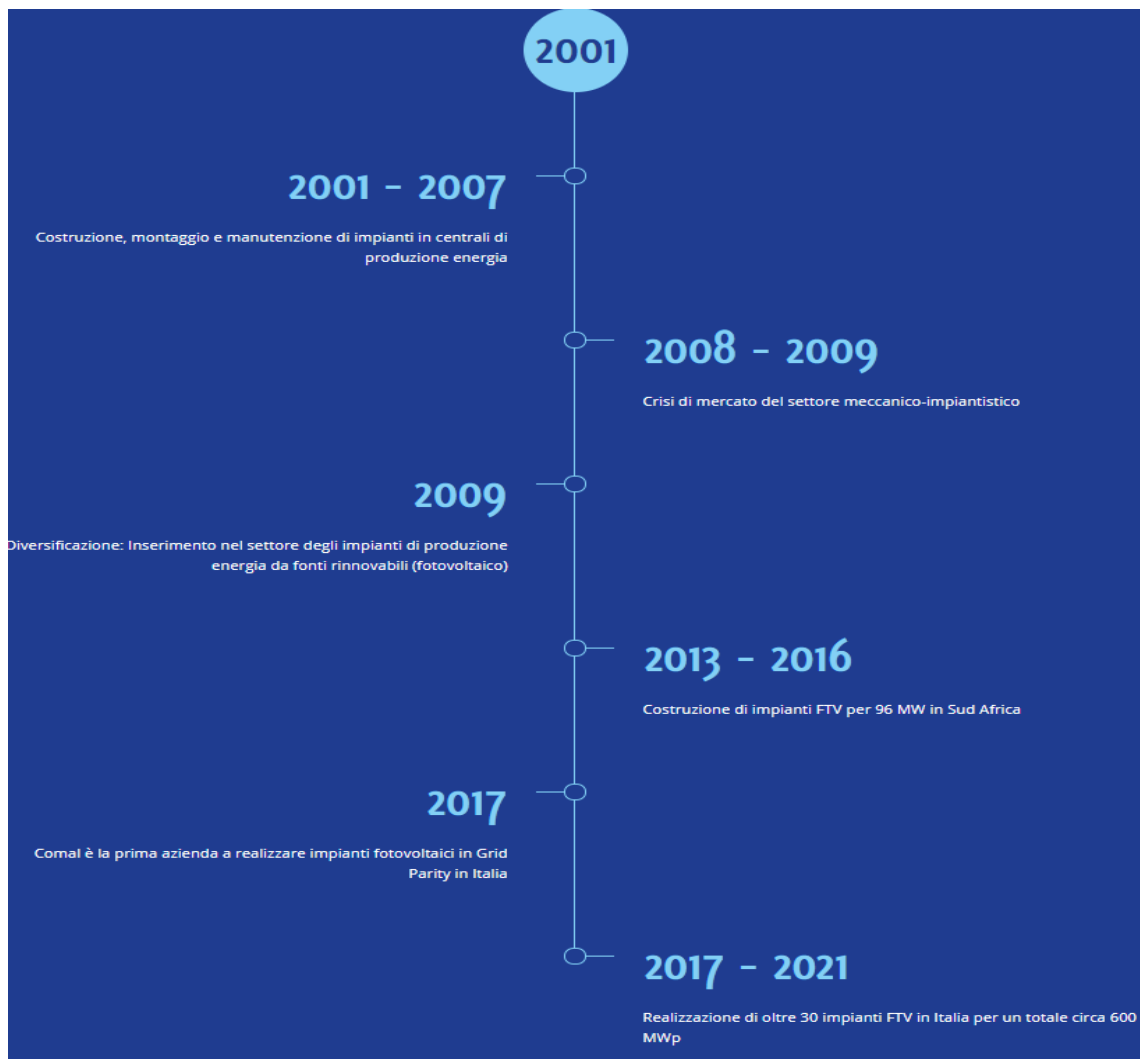 2001
2001 - 2007
Costruzione, montaggio e manutenzione di impianti in centrali di
produzione energia
2008 - 2009
Crisi di mercato del settore meccanico-impiantistico
2009
Diversificazione: Inserimento nel settore degli impianti di produzione
energia da fonti rinnovabili (fotovoltaico)
2013 - 2016
Costruzione di impianti FTV per 96 MW in Sud Africa
2017
Comal è la prima azienda a realizzare impianti fotovoltaici in Grid
Parity in Italia
2017 - 2021
Realizzazione di oltre 30 impianti FTV in Italia per un totale circa 600
MWp